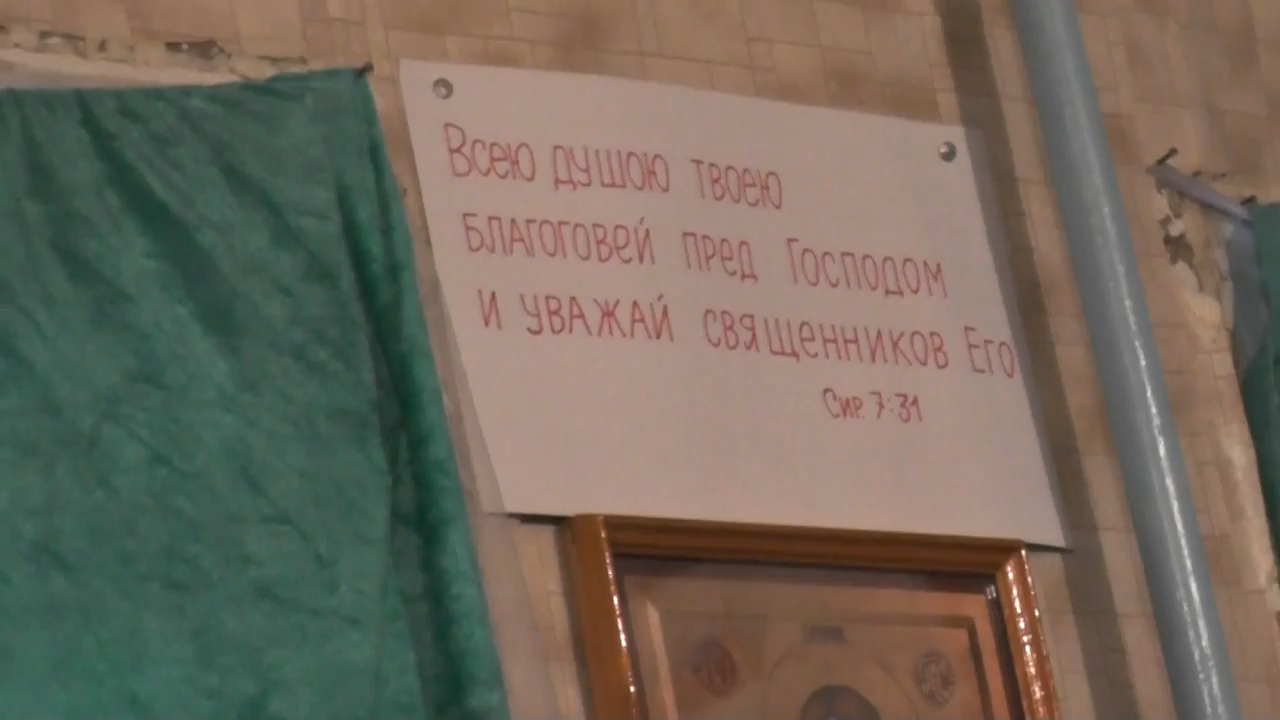 Всею душою твоею
благоговей пред Господом
и уважай священников Его
Сир. 7:31